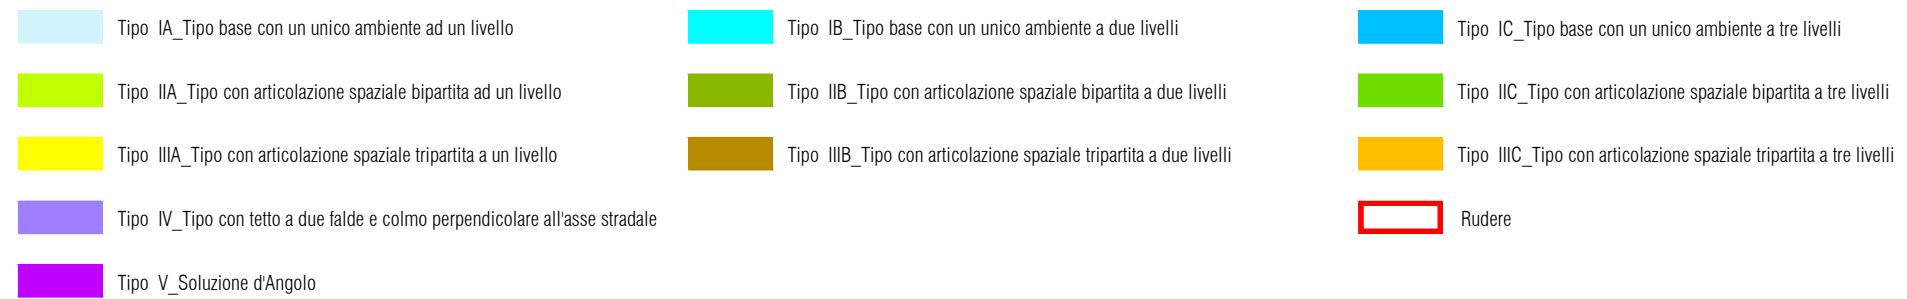 Tipo IA_Tipo base con un unico ambiente ad un livello
Tipo IB_Tipo base con un unico ambiente a due livelli
Tipo IC_Tipo base con un unico ambiente a tre livelli
Tipo IIA_Tipo con articolazione spaziale bipartita ad un livello
Tipo IIB_Tipo con articolazione spaziale bipartita a due livelli
Tipo IIC_Tipo con articolazione spaziale bipartita a tre livelli
Tipo IIIA_Tipo con articolazione spaziale tripartita a un livello
Tipo IIIB_Tipo con articolazione spaziale tripartita a due livelli
Tipo IIIC_Tipo con articolazione spaziale tripartita a tre livelli
Tipo IV_Tipo con tetto a due falde e colmo perpendicolare all'asse stradale
Rudere
Tipo V_Soluzione d'Angolo